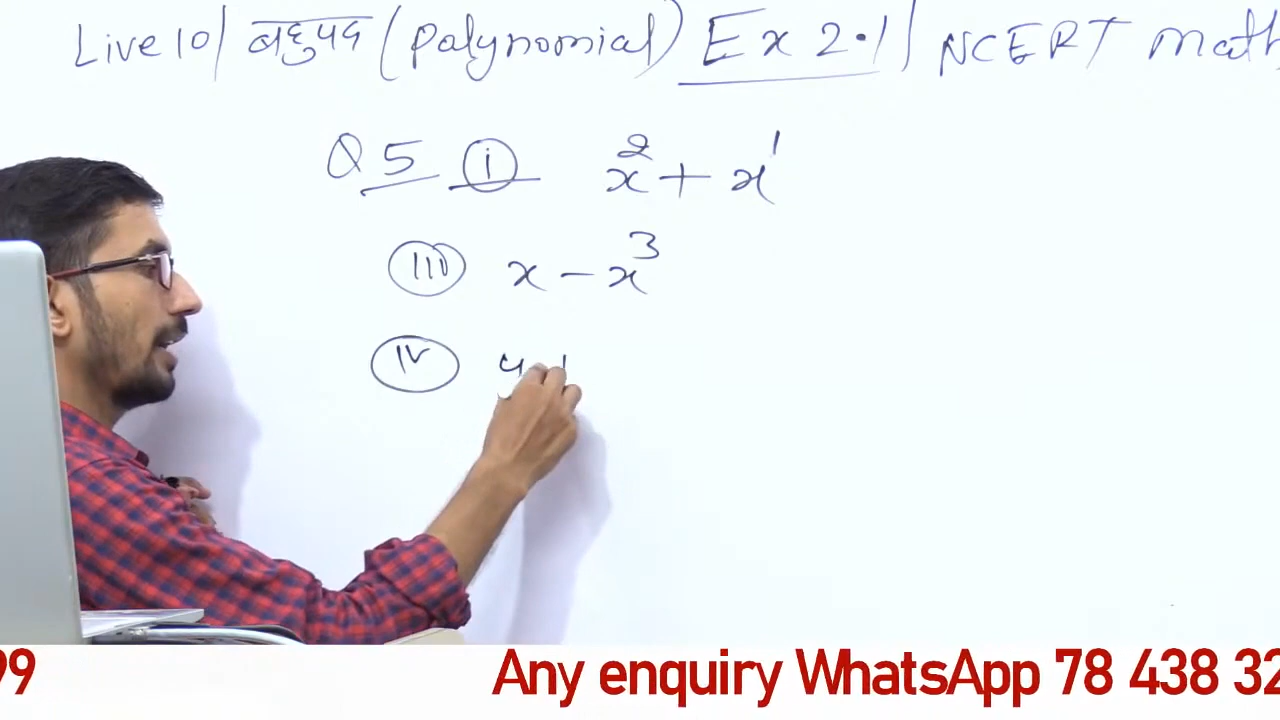 Live 10 | बहुपद (Polynomial) Ex 2.1 | NCERT Math
Q 5 (i) x² + x¹
(iii) x - x³
(iv) y
99 Any enquiry WhatsApp 78 438 32